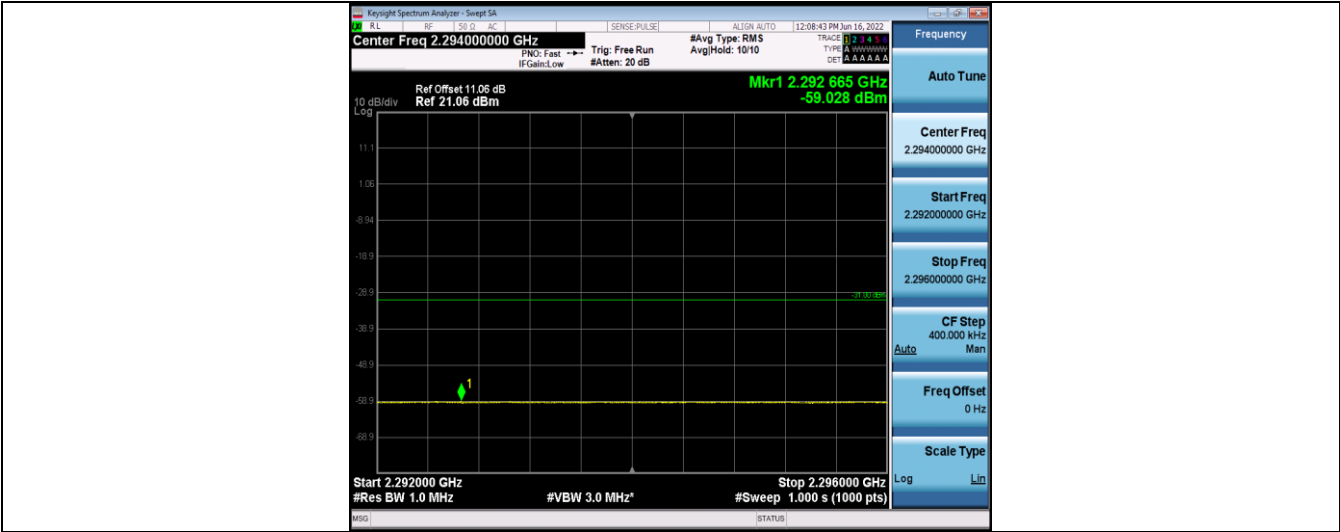 Keysight Spectrum Analyzer - Swept SA
RL RF 50 Ω AC SENSE:PULSE ALIGN AUTO 12:08:43 PM Jun 16, 2022
Center Freq 2.294000000 GHz
PNO: Fast
IFGain:Low
Trig: Free Run
#Atten: 20 dB
#Avg Type: RMS
Avg|Hold: 10/10
TRACE 1 2 3 4 5 6
TYPE A WWWWW
DET A A A A A A
Mkr1 2.292 665 GHz
-59.028 dBm
Ref Offset 11.06 dB
10 dB/div Ref 21.06 dBm
Log
11.1
1.06
-8.94
-18.9
-28.9
-31.00 dBm
-38.9
-48.9
1
-58.9
-68.9
Start 2.292000 GHz Stop 2.296000 GHz
#Res BW 1.0 MHz #VBW 3.0 MHz* #Sweep 1.000 s (1000 pts)
MSG STATUS
Frequency
Auto Tune
Center Freq
2.294000000 GHz
Start Freq
2.292000000 GHz
Stop Freq
2.296000000 GHz
CF Step
400.000 kHz
Auto Man
Freq Offset
0 Hz
Scale Type
Log Lin